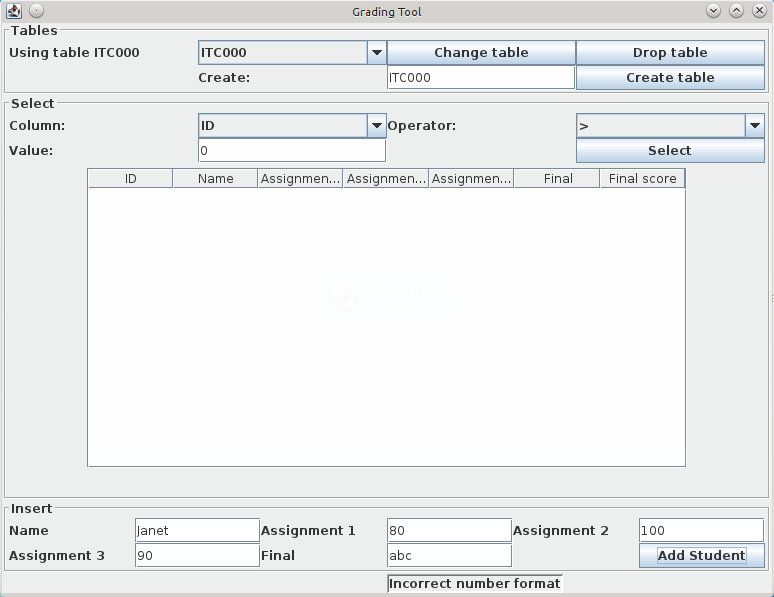 Grading Tool
Tables
Using table ITC000 ITC000 Change table Drop table
Create: ITC000 Create table
Select
Column: ID Operator: >
Value: 0 Select
ID Name Assignmen... Assignmen... Assignmen... Final Final score
Insert
Name Janet Assignment 1 80 Assignment 2 100
Assignment 3 90 Final abc Add Student
Incorrect number format